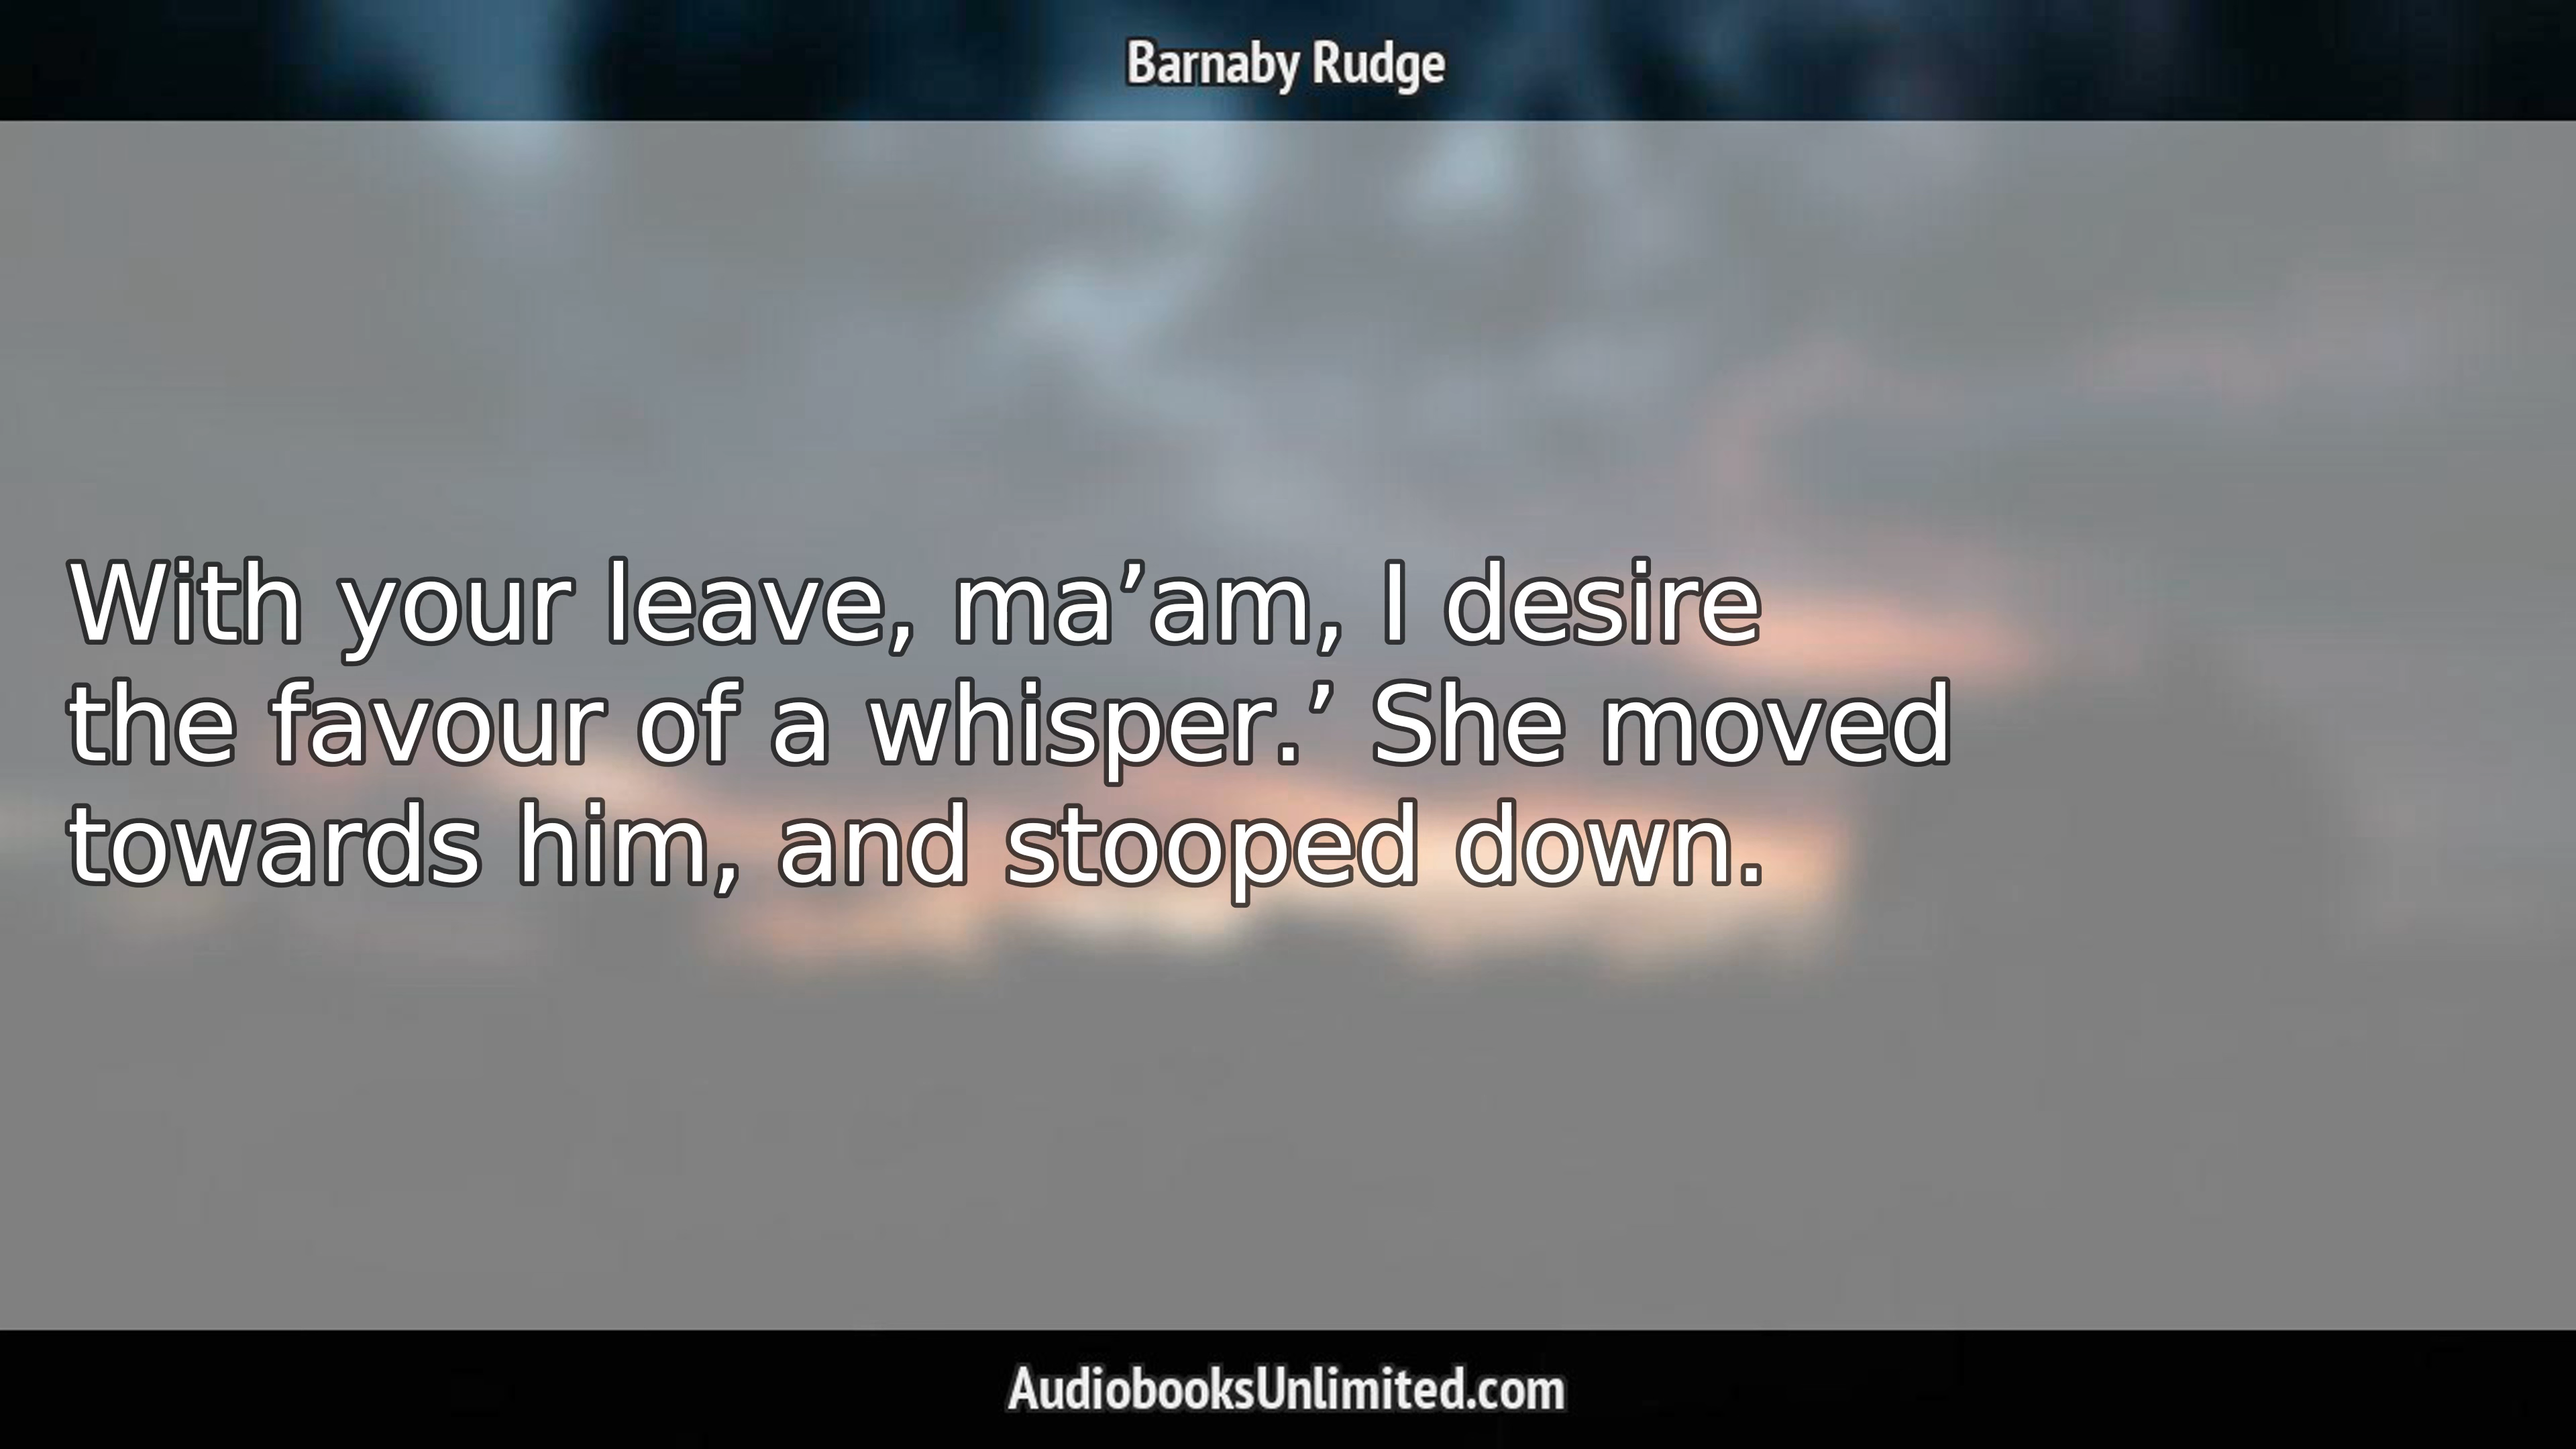 Barnaby Rudge
With your leave, ma’am, I desire
the favour of a whisper.’ She moved
towards him, and stooped down.
AudiobooksUnlimited.com